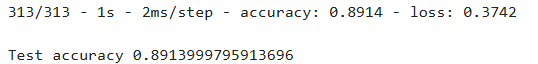 313/313 - 1s - 2ms/step - accuracy: 0.8914 - loss: 0.3742
Test accuracy 0.8913999795913696